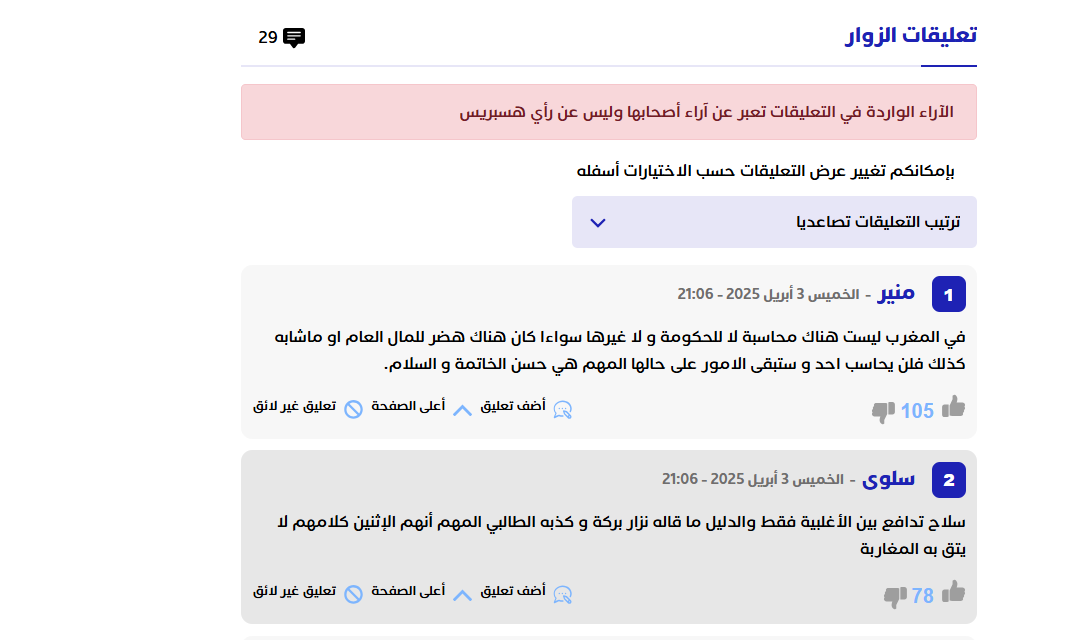 تعليقات الزوار
29
الآراء الواردة في التعليقات تعبر عن آراء أصحابها وليس عن رأي هسبريس
بإمكانكم تغيير عرض التعليقات حسب الاختيارات أسفله
ترتيب التعليقات تصاعديا
1 منير - الخميس 3 أبريل 2025 - 21:06
في المغرب ليست هناك محاسبة لا للحكومة و لا غيرها سواءا كان هناك هضر للمال العام او ماشابه
كذلك فلن يحاسب احد و ستبقى الامور على حالها المهم هي حسن الخاتمة و السلام.
105 أضف تعليق أعلى الصفحة تعليق غير لائق
2 سلوى - الخميس 3 أبريل 2025 - 21:06
سلاح تدافع بين الأغلبية فقط والدليل ما قاله نزار بركة و كذبه الطالبي المهم أنهم الإثنين كلامهم لا
يتق به المغاربة
78 أضف تعليق أعلى الصفحة تعليق غير لائق